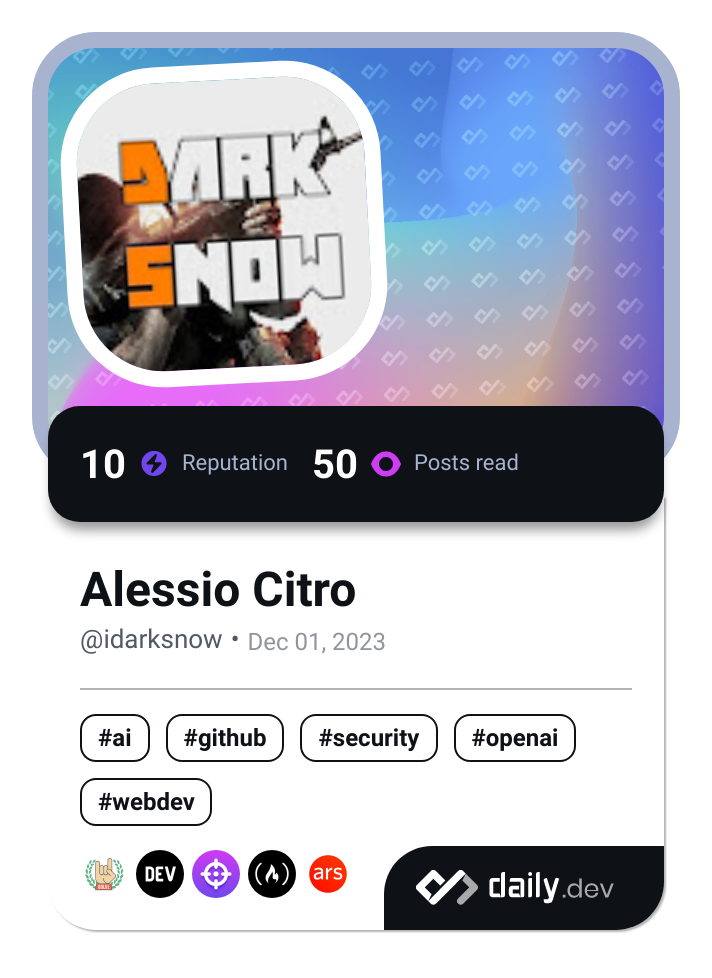 DARK
SNOW
10 Reputation 50 Posts read
Alessio Citro
@idarksnow • Dec 01, 2023
#ai #github #security #openai
#webdev
DEV ars
daily.dev